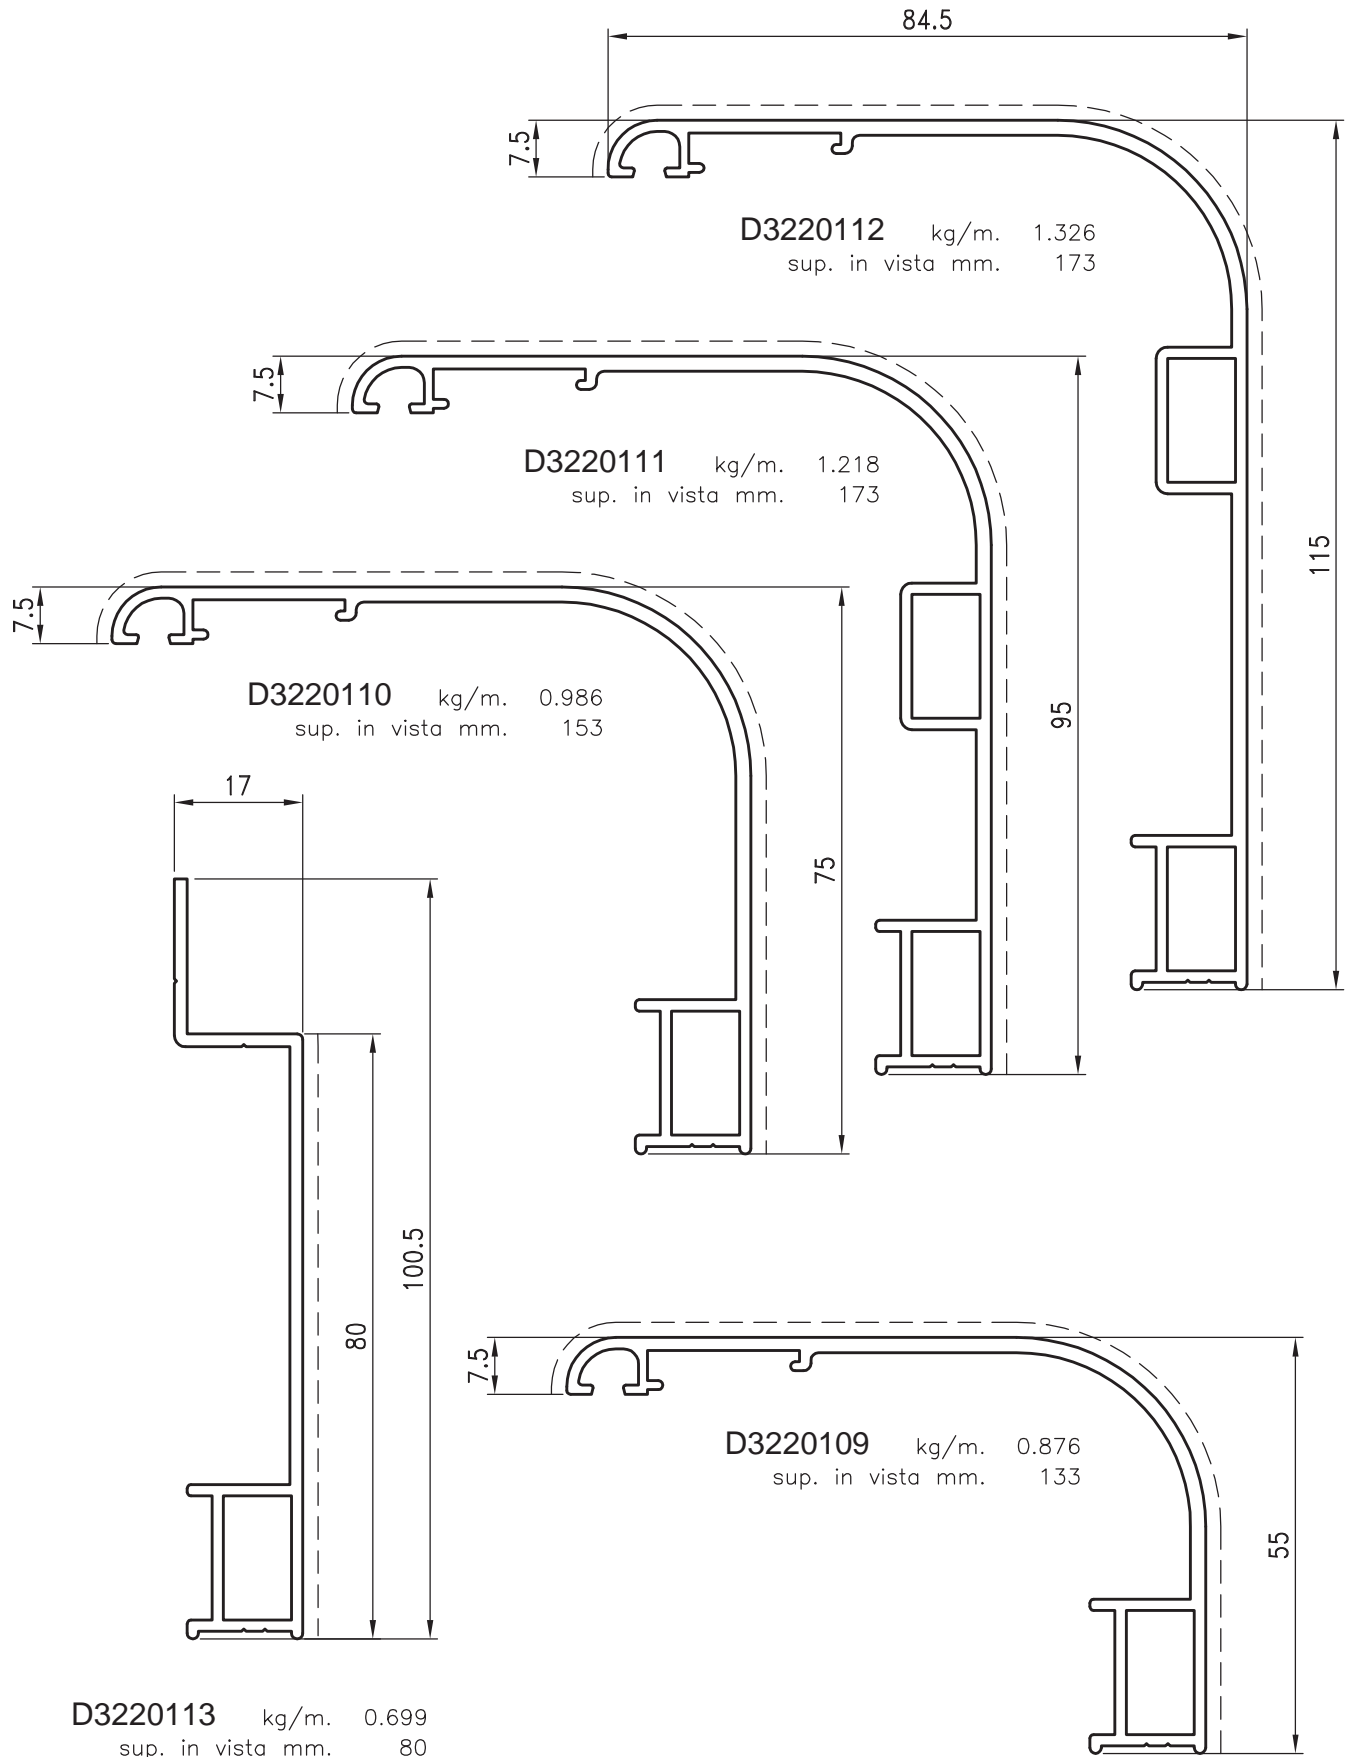 84.5
7.5
D3220112 kg/m. 1.326
sup. in vista mm. 173
7.5
D3220111 kg/m. 1.218
sup. in vista mm. 173
115
7.5
D3220110 kg/m. 0.986
sup. in vista mm. 153
95
17
75
100.5
80
7.5
D3220109 kg/m. 0.876
sup. in vista mm. 133
55
D3220113 kg/m. 0.699
sup. in vista mm. 80